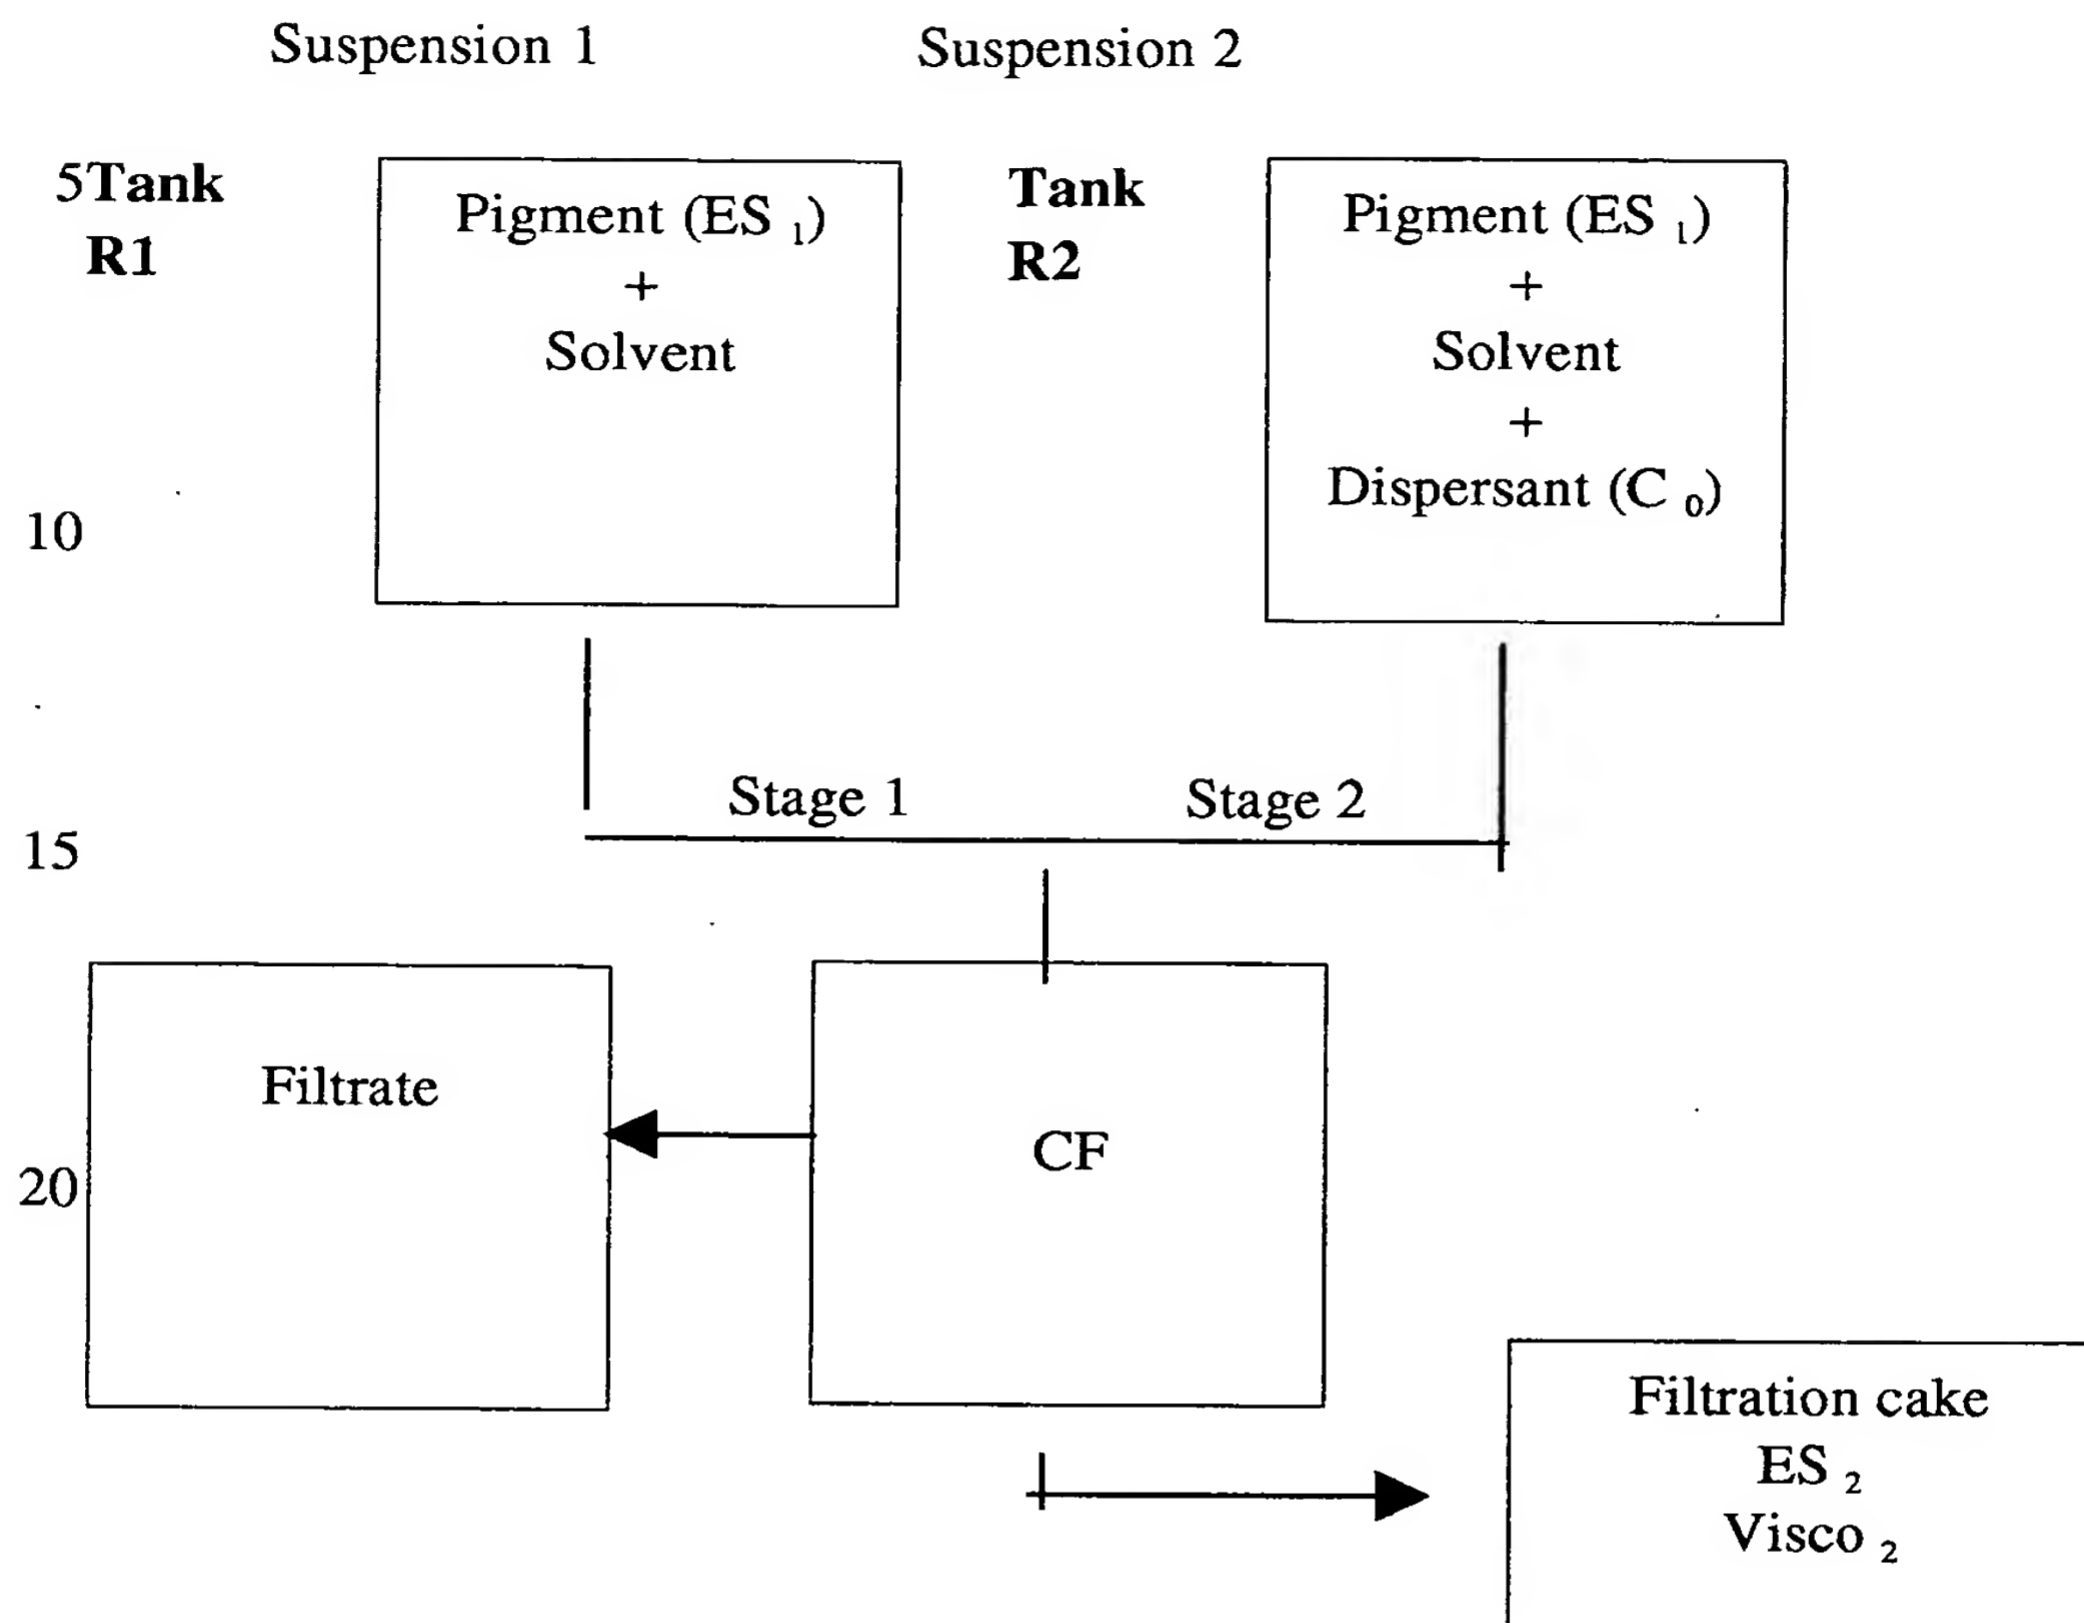 Suspension 1 Suspension 2
5Tank
R1
Pigment (ES 1)
+
Solvent
Tank
R2
Pigment (ES 1)
+
Solvent
+
Dispersant (C 0)
10
Stage 1 Stage 2
15
Filtrate
CF
20
Filtration cake
ES 2
Visco 2